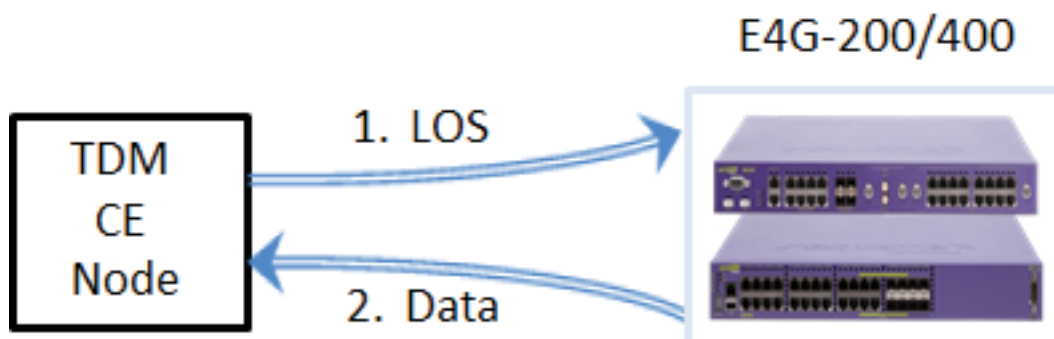 E4G-200/400
1. LOS
TDM
CE
Node
2. Data